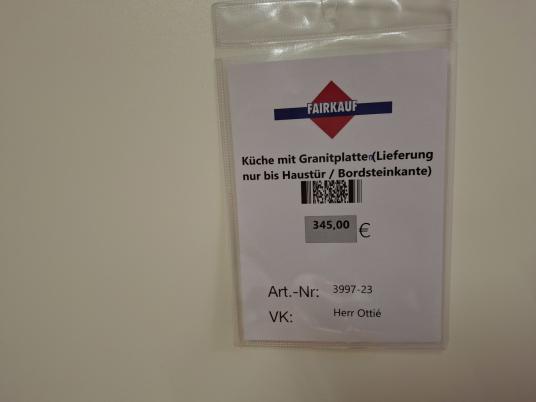 FAIRKAUF
Küche mit Granitplatten(Lieferung
nur bis Haustür / Bordsteinkante)
345,00 €
Art.-Nr: 3997-23
VK: Herr Ottié